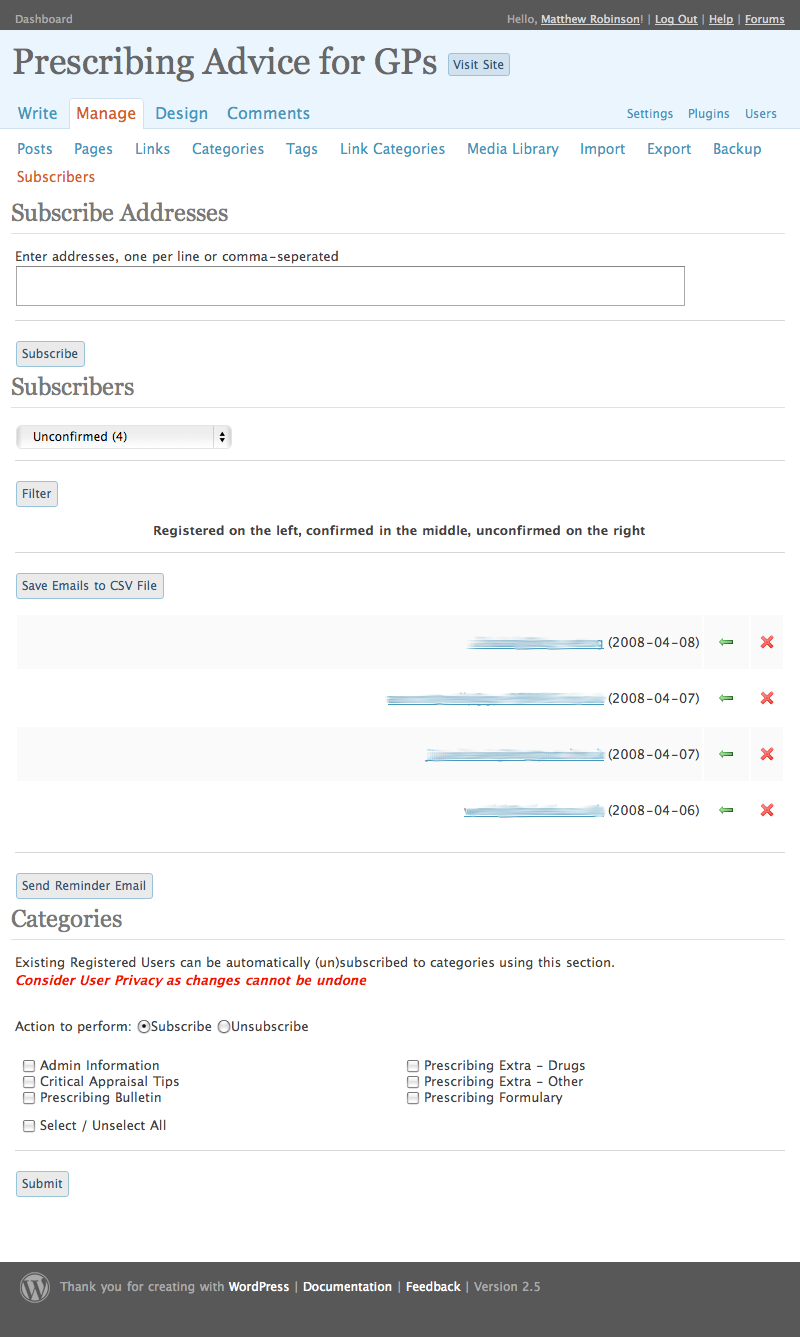 Dashboard Hello, Matthew Robinson! | Log Out | Help | Forums
Prescribing Advice for GPs Visit Site
Write Manage Design Comments Settings Plugins Users
Posts Pages Links Categories Tags Link Categories Media Library Import Export Backup
Subscribers
Subscribe Addresses
Enter addresses, one per line or comma-seperated
Subscribe
Subscribers
Unconfirmed (4)
Filter
Registered on the left, confirmed in the middle, unconfirmed on the right
Save Emails to CSV File
(2008-04-08)
(2008-04-07)
(2008-04-07)
(2008-04-06)
Send Reminder Email
Categories
Existing Registered Users can be automatically (un)subscribed to categories using this section.
Consider User Privacy as changes cannot be undone
Action to perform: Subscribe Unsubscribe
Admin Information Prescribing Extra - Drugs
Critical Appraisal Tips Prescribing Extra - Other
Prescribing Bulletin Prescribing Formulary
Select / Unselect All
Submit
Thank you for creating with WordPress | Documentation | Feedback | Version 2.5